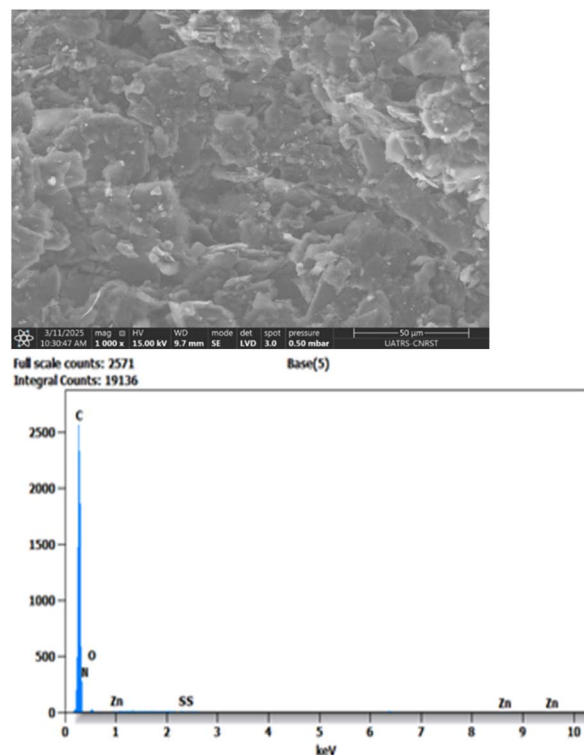 3/11/2025 mag HV WD mode det spot pressure 50 µm
10:30:47 AM 1 000 x 15.00 kV 9.7 mm SE LVD 3.0 0.50 mbar UATRS-CNRST
Full scale counts: 2571 Base(5)
Integral Counts: 19136
C
2500
2000
1500
1000
500
O
N
Zn
SS
Zn
Zn
0
0 1 2 3 4 5 6 7 8 9 10
keV